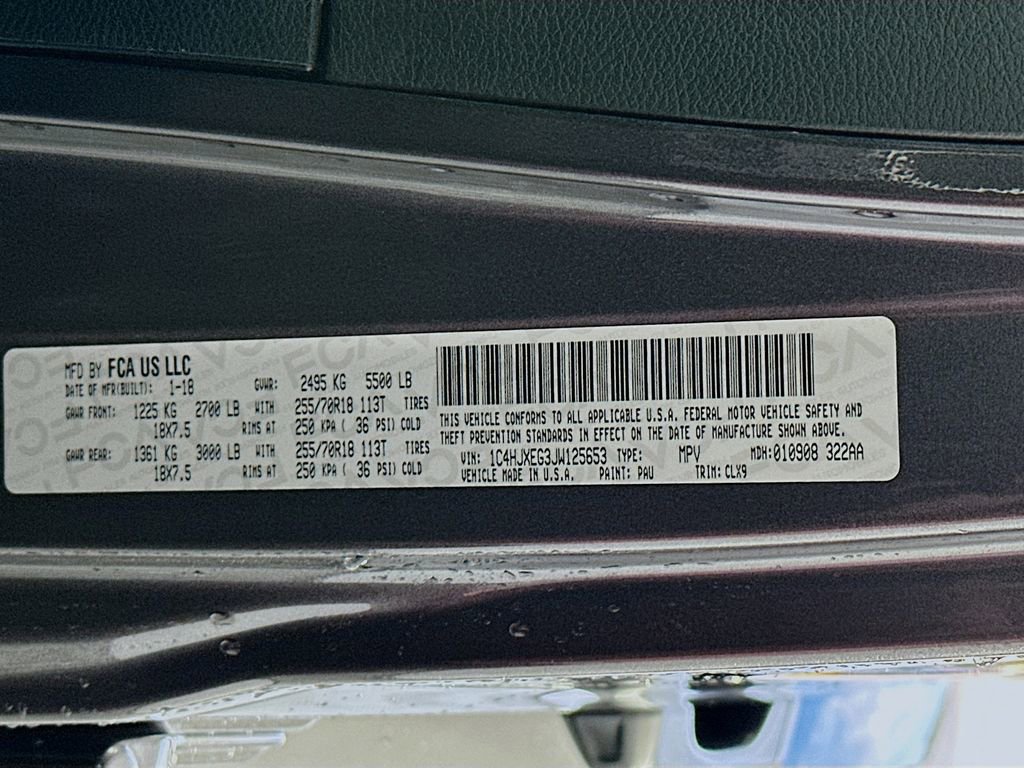 MFD BY FCA US LLC
DATE OF MFR(BUILT): 1-18 GVWR: 2495 KG 5500 LB
GAWR FRONT: 1225 KG 2700 LB WITH 255/70R18 113T TIRES
18X7.5 RIMS AT 250 KPA ( 36 PSI) COLD
GAWR REAR: 1361 KG 3000 LB WITH 255/70R18 113T TIRES
18X7.5 RIMS AT 250 KPA ( 36 PSI) COLD
THIS VEHICLE CONFORMS TO ALL APPLICABLE U.S.A. FEDERAL MOTOR VEHICLE SAFETY AND
THEFT PREVENTION STANDARDS IN EFFECT ON THE DATE OF MANUFACTURE SHOWN ABOVE.
VIN: 1C4HJXEG3JW125653 TYPE: MPV MDH:010908 322AA
VEHICLE MADE IN U.S.A. PAINT: PAU TRIM: CLX9